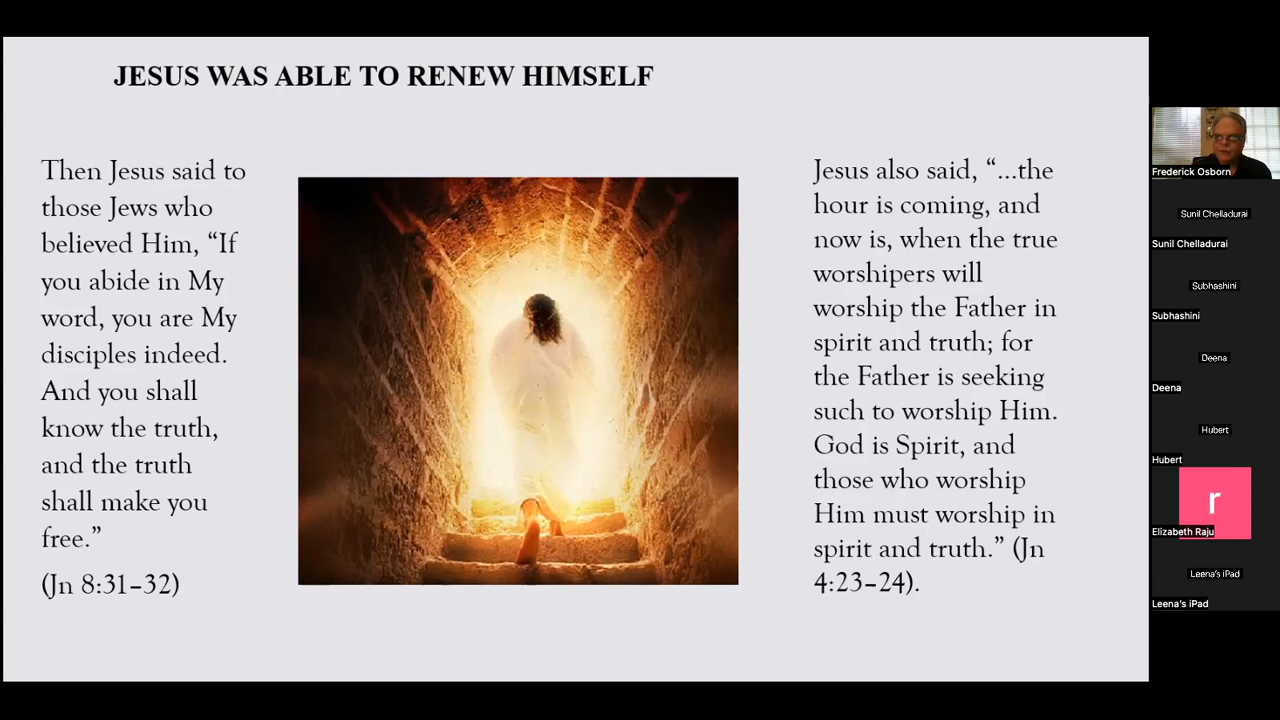 JESUS WAS ABLE TO RENEW HIMSELF
Then Jesus said to
those Jews who
believed Him, “If
you abide in My
word, you are My
disciples indeed.
And you shall
know the truth,
and the truth
shall make you
free.”
(Jn 8:31–32)
Jesus also said, “…the
hour is coming, and
now is, when the true
worshipers will
worship the Father in
spirit and truth; for
the Father is seeking
such to worship Him.
God is Spirit, and
those who worship
Him must worship in
spirit and truth.” (Jn
4:23–24).
Frederick Osborn
Sunil Chelladurai
Sunil Chelladurai
Subhashini
Subhashini
Deena
Deena
Hubert
Hubert
r
Elizabeth Raju
Leena's iPad
Leena's iPad